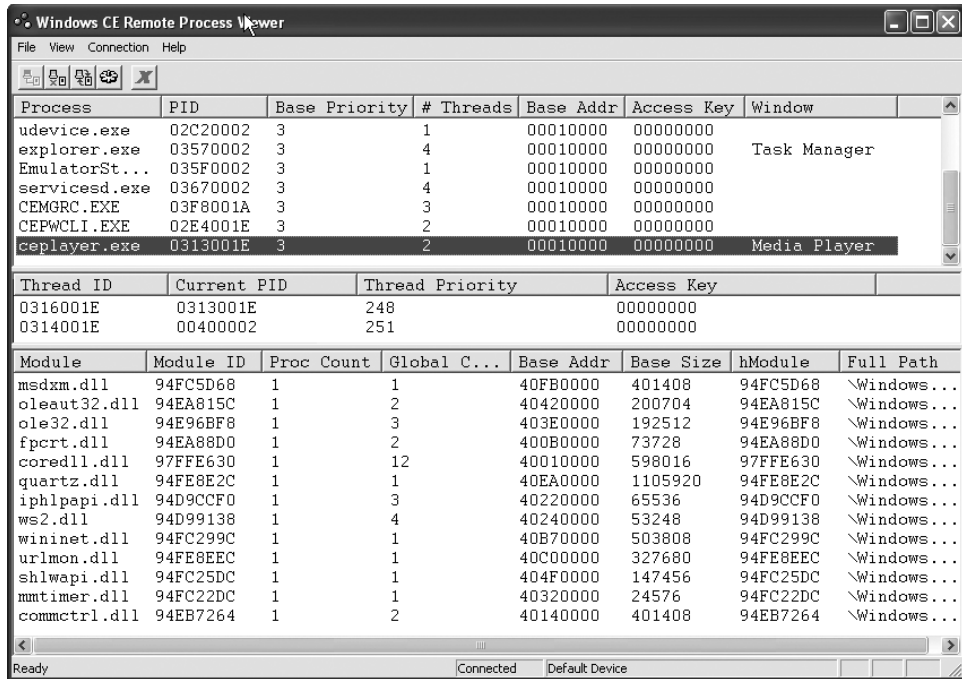 Windows CE Remote Process Viewer
File View Connection Help
Process PID Base Priority # Threads Base Addr Access Key Window
udevice.exe 02C20002 3 1 00010000 00000000
explorer.exe 03570002 3 4 00010000 00000000 Task Manager
EmulatorSt... 035F0002 3 1 00010000 00000000
servicesd.exe 03670002 3 4 00010000 00000000
CEMGRC.EXE 03F8001A 3 3 00010000 00000000
CEPWCLI.EXE 02E4001E 3 2 00010000 00000000
ceplayer.exe 0313001E 3 2 00010000 00000000 Media Player
Thread ID Current PID Thread Priority Access Key
0316001E 0313001E 248 00000000
0314001E 00400002 251 00000000
Module Module ID Proc Count Global C... Base Addr Base Size hModule Full Path
msdxm.dll 94FC5D68 1 1 40FB0000 401408 94FC5D68 \Windows...
oleaut32.dll 94EA815C 1 2 40420000 200704 94EA815C \Windows...
ole32.dll 94E96BF8 1 3 403E0000 192512 94E96BF8 \Windows...
fpcrt.dll 94EA88D0 1 2 400B0000 73728 94EA88D0 \Windows...
coredll.dll 97FFE630 1 12 40010000 598016 97FFE630 \Windows...
quartz.dll 94FE8E2C 1 1 40EA0000 1105920 94FE8E2C \Windows...
iphlpapi.dll 94D9CCF0 1 3 40220000 65536 94D9CCF0 \Windows...
ws2.dll 94D99138 1 4 40240000 53248 94D99138 \Windows...
wininet.dll 94FC299C 1 1 40B70000 503808 94FC299C \Windows...
urlmon.dll 94FE8EEC 1 1 40C00000 327680 94FE8EEC \Windows...
shlwapi.dll 94FC25DC 1 1 404F0000 147456 94FC25DC \Windows...
mmtimer.dll 94FC22DC 1 1 40320000 24576 94FC22DC \Windows...
commctrl.dll 94EB7264 1 2 40140000 401408 94EB7264 \Windows...
Ready Connected Default Device